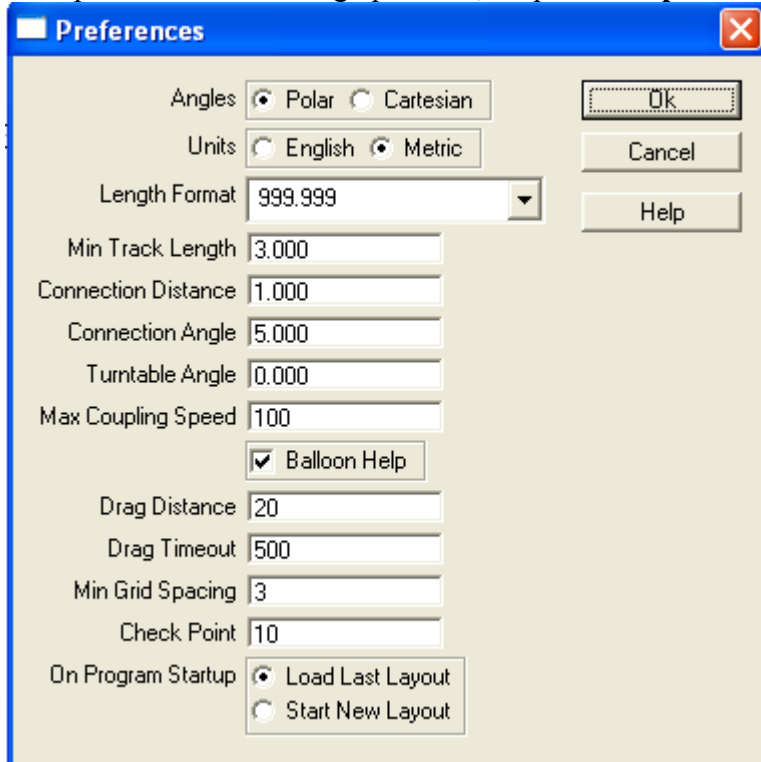 Preferences
Angles Polar Cartesian Ok
Units English Metric Cancel
Length Format 999.999 Help
Min Track Length 3.000
Connection Distance 1.000
Connection Angle 5.000
Turntable Angle 0.000
Max Coupling Speed 100
Balloon Help
Drag Distance 20
Drag Timeout 500
Min Grid Spacing 3
Check Point 10
On Program Startup Load Last Layout
Start New Layout